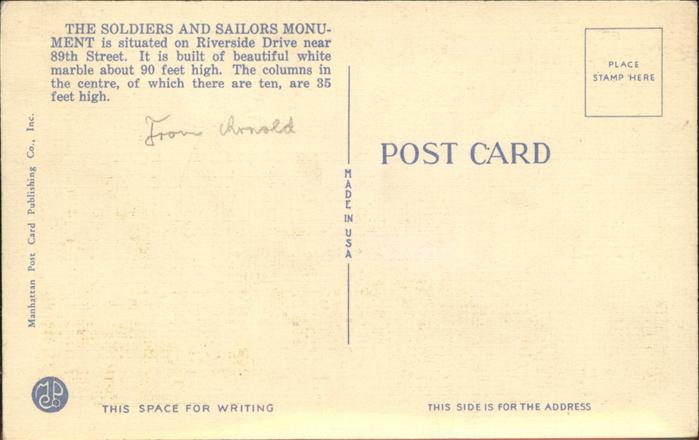 THE SOLDIERS AND SAILORS MONU-
MENT is situated on Riverside Drive near
89th Street. It is built of beautiful white
marble about 90 feet high. The columns in
the centre, of which there are ten, are 35
feet high.
From Arnold
Manhattan Post Card Publishing Co., Inc.
MADE IN USA
PLACE
STAMP HERE
POST CARD
THIS SPACE FOR WRITING
THIS SIDE IS FOR THE ADDRESS